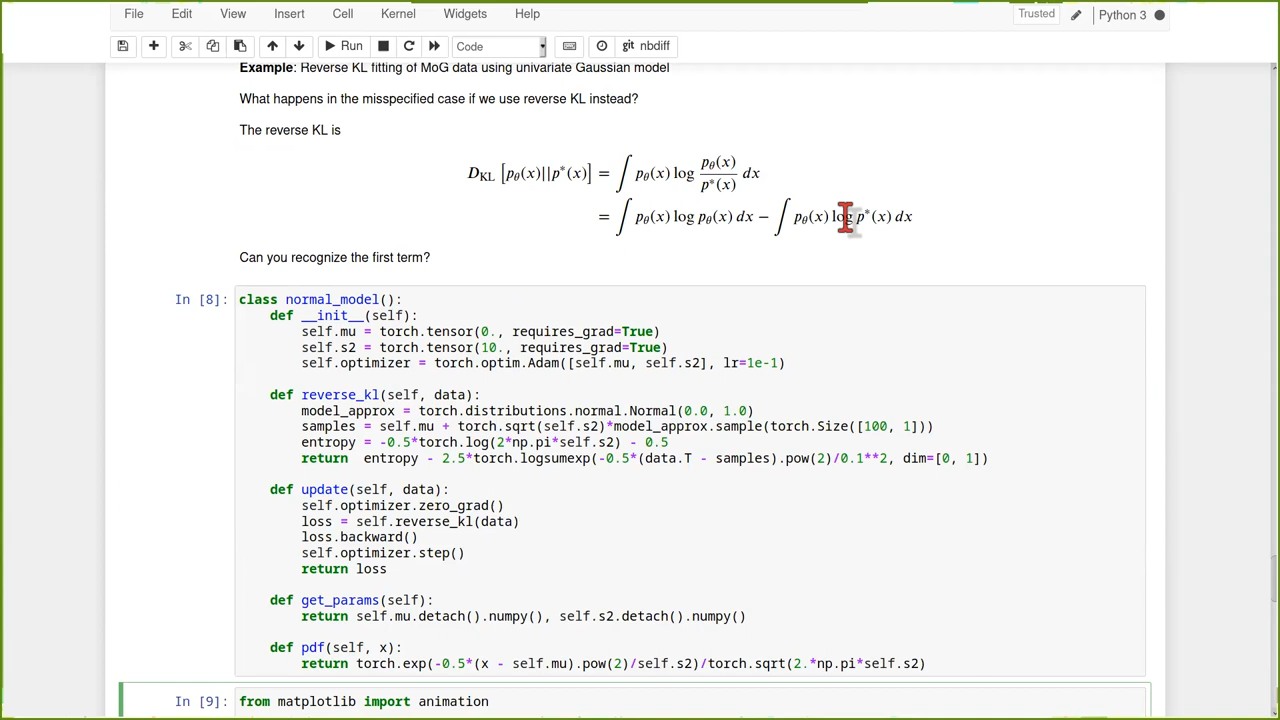 File Edit View Insert Cell Kernel Widgets Help Trusted Python 3
Run Code git nbdiff
Example: Reverse KL fitting of MoG data using univariate Gaussian model
What happens in the misspecified case if we use reverse KL instead?
The reverse KL is
D_KL [p_θ(x)||p*(x)] = ∫ p_θ(x) log p_θ(x)/p*(x) dx
= ∫ p_θ(x) log p_θ(x) dx − ∫ p_θ(x) log p*(x) dx
Can you recognize the first term?
In [8]: class normal_model():
    def __init__(self):
        self.mu = torch.tensor(0., requires_grad=True)
        self.s2 = torch.tensor(10., requires_grad=True)
        self.optimizer = torch.optim.Adam([self.mu, self.s2], lr=1e-1)
    def reverse_kl(self, data):
        model_approx = torch.distributions.normal.Normal(0.0, 1.0)
        samples = self.mu + torch.sqrt(self.s2)*model_approx.sample(torch.Size([100, 1]))
        entropy = -0.5*torch.log(2*np.pi*self.s2) - 0.5
        return  entropy - 2.5*torch.logsumexp(-0.5*(data.T - samples).pow(2)/0.1**2, dim=[0, 1])
    def update(self, data):
        self.optimizer.zero_grad()
        loss = self.reverse_kl(data)
        loss.backward()
        self.optimizer.step()
        return loss
    def get_params(self):
        return self.mu.detach().numpy(), self.s2.detach().numpy()
    def pdf(self, x):
        return torch.exp(-0.5*(x - self.mu).pow(2)/self.s2)/torch.sqrt(2.*np.pi*self.s2)
In [9]: from matplotlib import animation